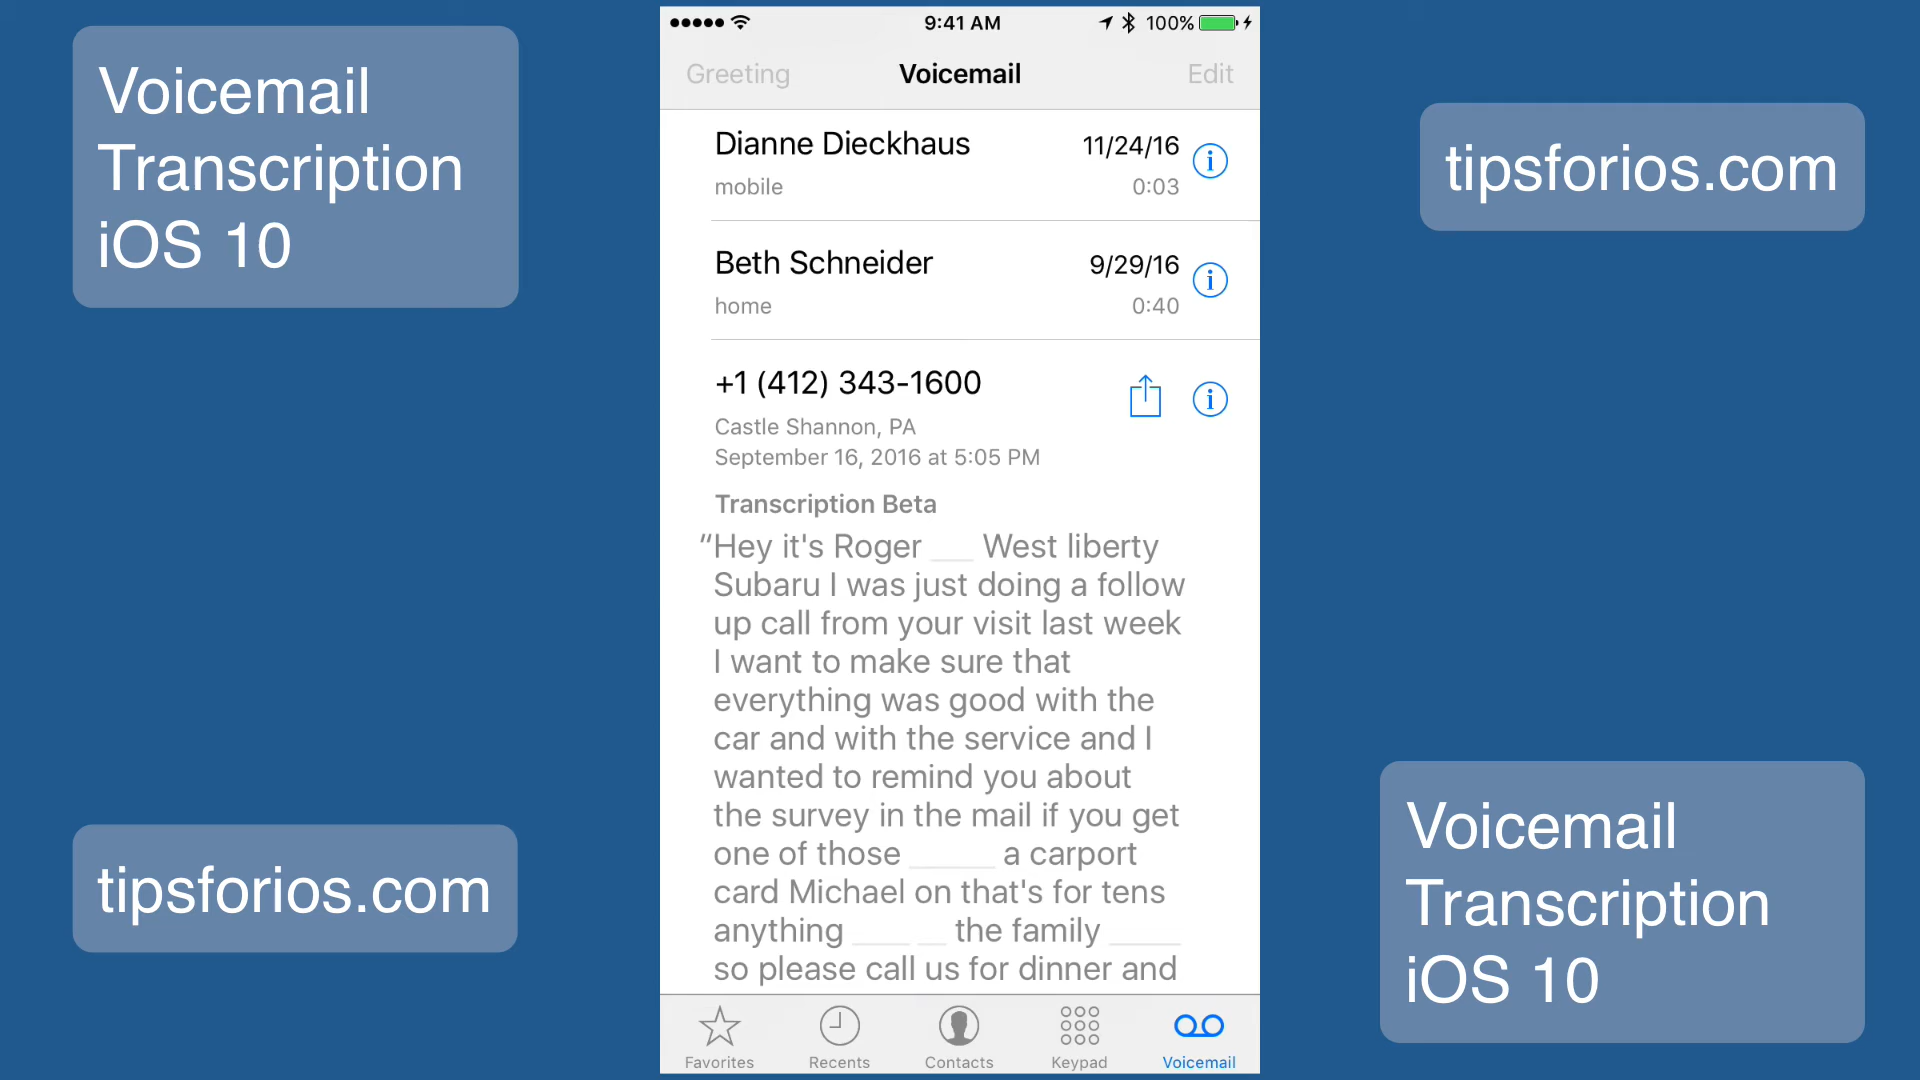 Voicemail
Transcription
iOS 10
tipsforios.com
9:41 AM
100%
Greeting
Voicemail
Edit
Dianne Dieckhaus
11/24/16
mobile
0:03
Beth Schneider
9/29/16
home
0:40
+1 (412) 343-1600
Castle Shannon, PA
September 16, 2016 at 5:05 PM
Transcription Beta
“Hey it's Roger ___ West liberty
Subaru I was just doing a follow
up call from your visit last week
I want to make sure that
everything was good with the
car and with the service and I
wanted to remind you about
the survey in the mail if you get
one of those ______ a carport
card Michael on that's for tens
anything ____ __ the family _____
so please call us for dinner and
Favorites
Recents
Contacts
Keypad
Voicemail
tipsforios.com
Voicemail
Transcription
iOS 10